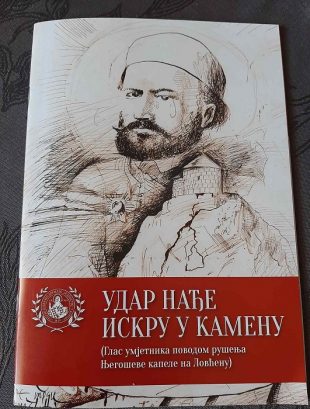 УДАР НАЂЕ
ИСКРУ У КАМЕНУ
(Глас умјетника поводом рушења
Његошеве капеле на Ловћену)